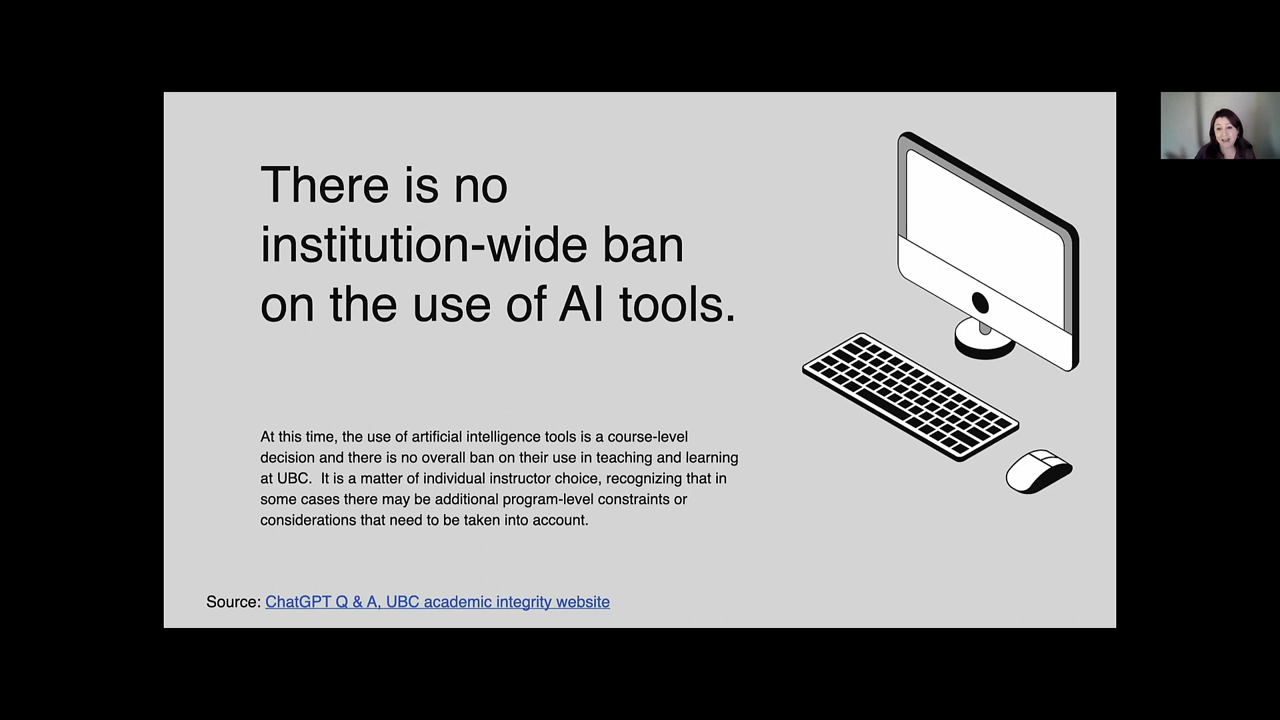 There is no
institution-wide ban
on the use of AI tools.
At this time, the use of artificial intelligence tools is a course-level
decision and there is no overall ban on their use in teaching and learning
at UBC.  It is a matter of individual instructor choice, recognizing that in
some cases there may be additional program-level constraints or
considerations that need to be taken into account.
Source: ChatGPT Q & A, UBC academic integrity website